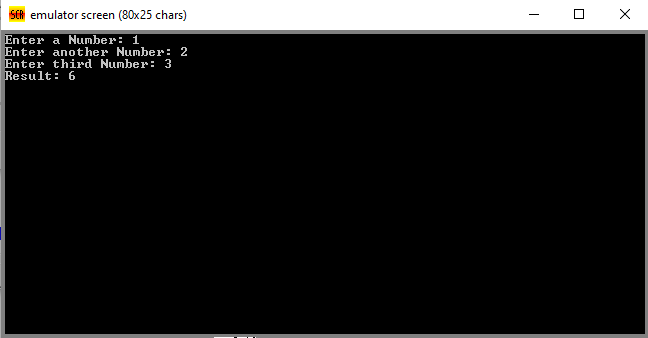 emulator screen (80x25 chars)
Enter a Number: 1
Enter another Number: 2
Enter third Number: 3
Result: 6